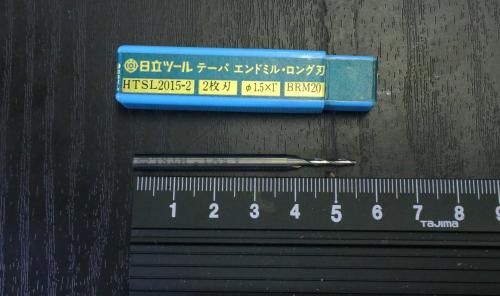 日立ツール テーパ エンドミル・ロング刃
HTSL2015-2 2枚刃 φ1.5×1° BRM20
1 2 3 4 5 6 7 8 9
TAJIMA